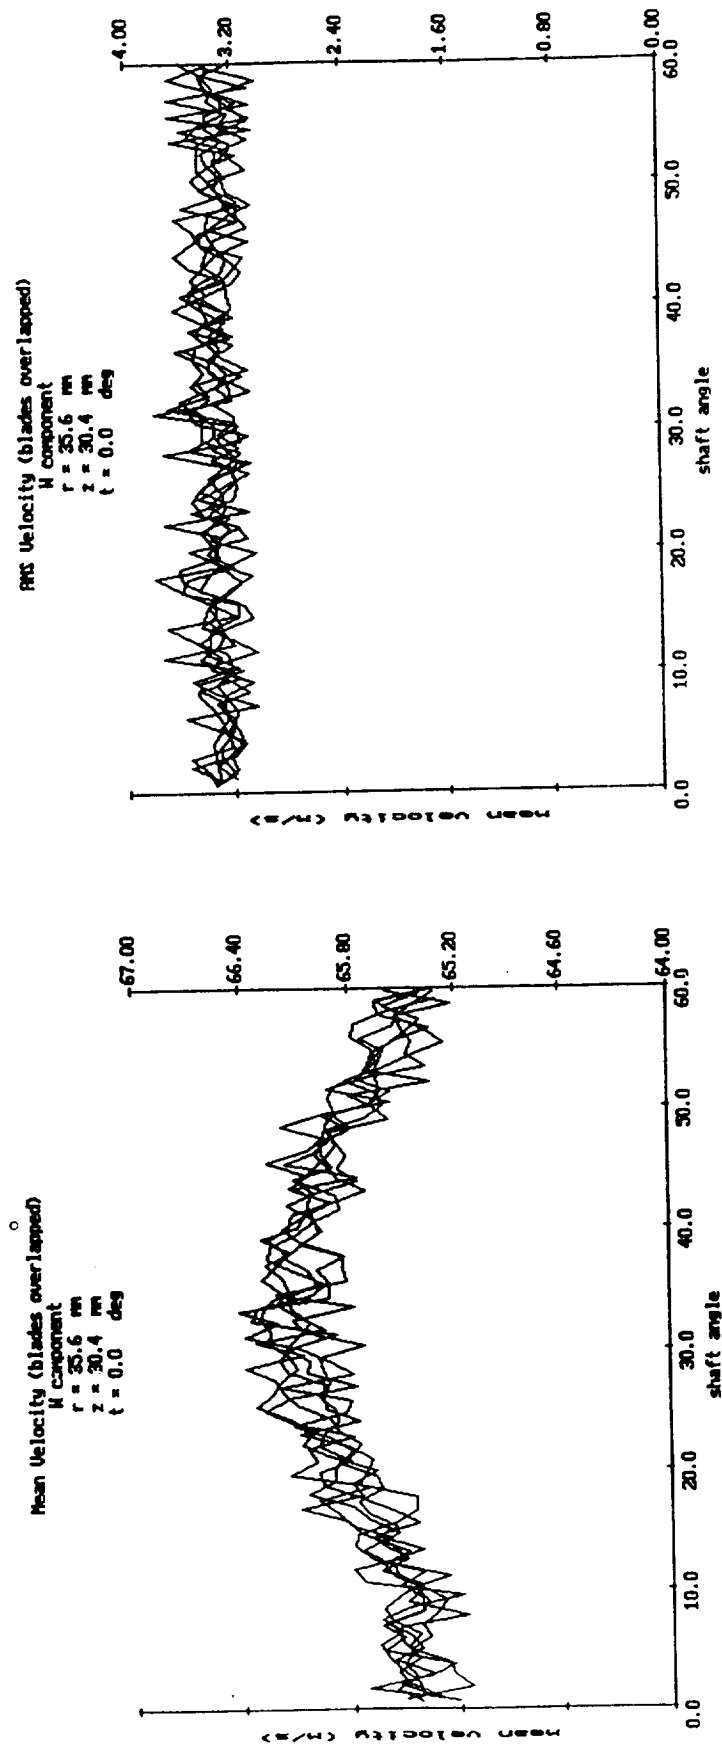 Mean Velocity (blades overlapped)
W component
r = 35.6 mm
z = 30.4 mm
t = 0.0 deg
67.00
66.40
65.80
65.20
64.60
64.00
mean velocity (m/s)
0.0 10.0 20.0 30.0 40.0 50.0 60.0
shaft angle
RMS Velocity (blades overlapped)
W component
r = 35.6 mm
z = 30.4 mm
t = 0.0 deg
4.00
3.20
2.40
1.60
0.80
0.00
mean velocity (m/s)
0.0 10.0 20.0 30.0 40.0 50.0 60.0
shaft angle